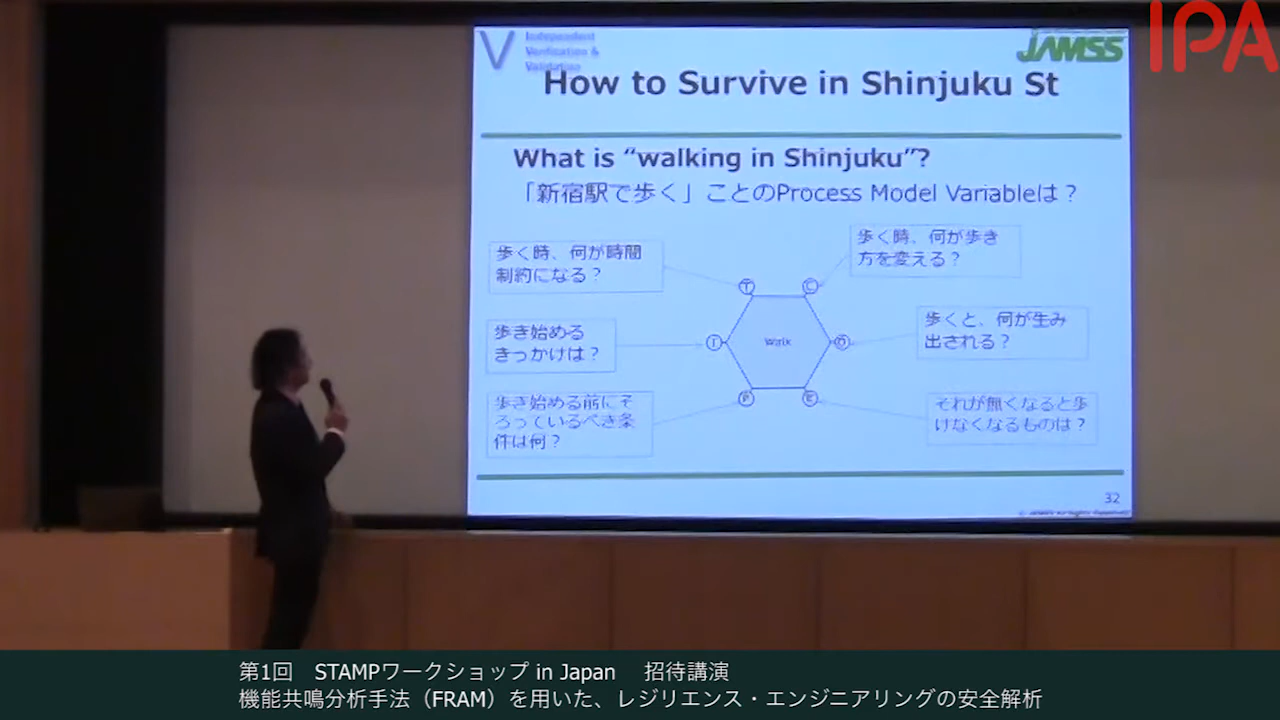 IPA
V
Independent
Verification &
Validation
JAMSS
How to Survive in Shinjuku St
What is “walking in Shinjuku”?
「新宿駅で歩く」ことのProcess Model Variableは？
歩く時、何が時間
制約になる？
歩く時、何が歩き
方を変える？
T
C
歩き始める
きっかけは？
I
Walk
O
歩くと、何が生み
出される？
歩き始める前にそ
ろっているべき条
件は何？
P
R
それが無くなると歩
けなくなるものは？
32
第1回　STAMPワークショップ in Japan　招待講演
機能共鳴分析手法（FRAM）を用いた、レジリエンス・エンジニアリングの安全解析